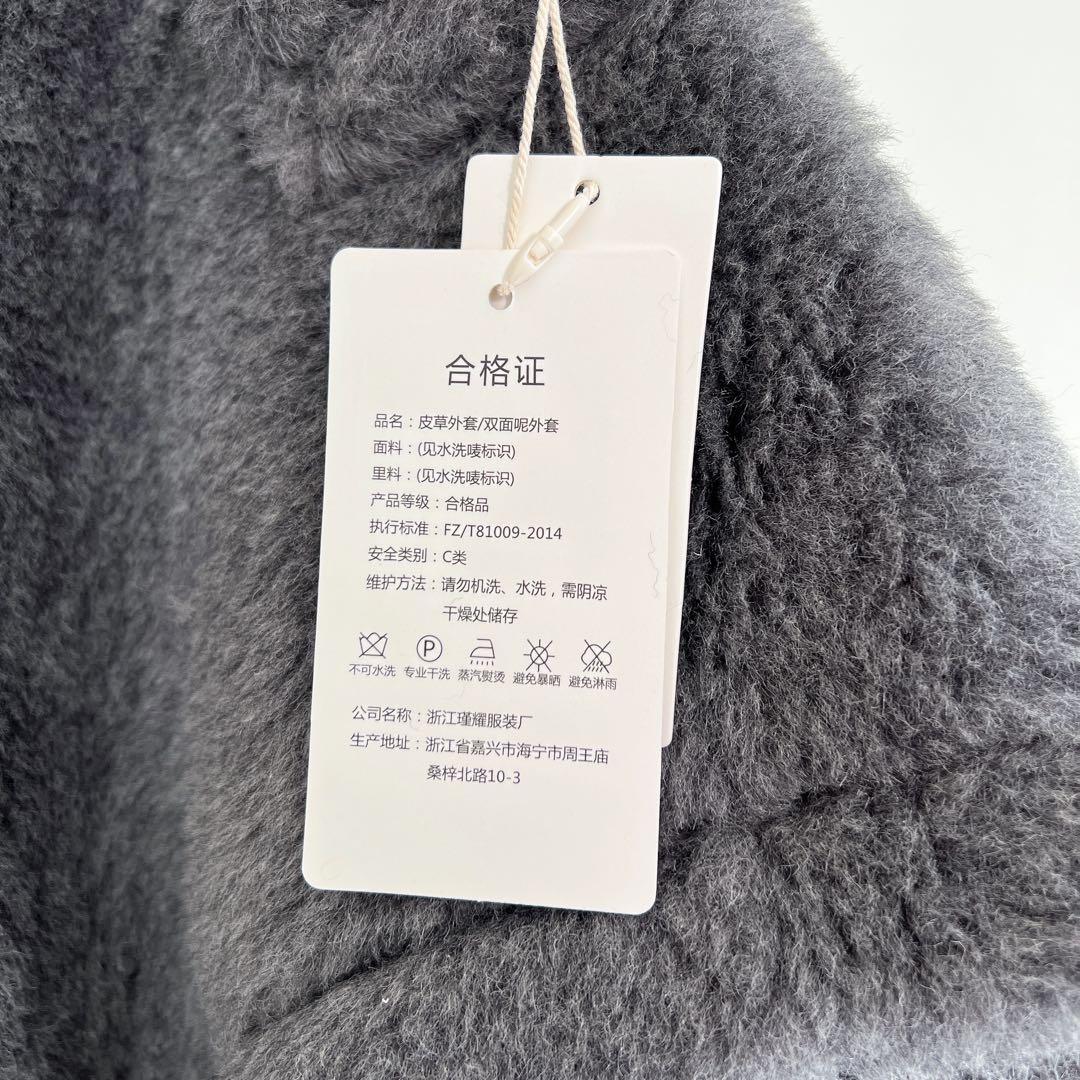 合格证
品名：皮草外套/双面呢外套
面料：(见水洗唛标识)
里料：(见水洗唛标识)
产品等级：合格品
执行标准：FZ/T81009-2014
安全类别：C类
维护方法：请勿机洗、水洗，需阴凉
干燥处储存
P
不可水洗 专业干洗 蒸汽熨烫 避免暴晒 避免淋雨
公司名称：浙江瑾耀服装厂
生产地址：浙江省嘉兴市海宁市周王庙
桑梓北路10-3